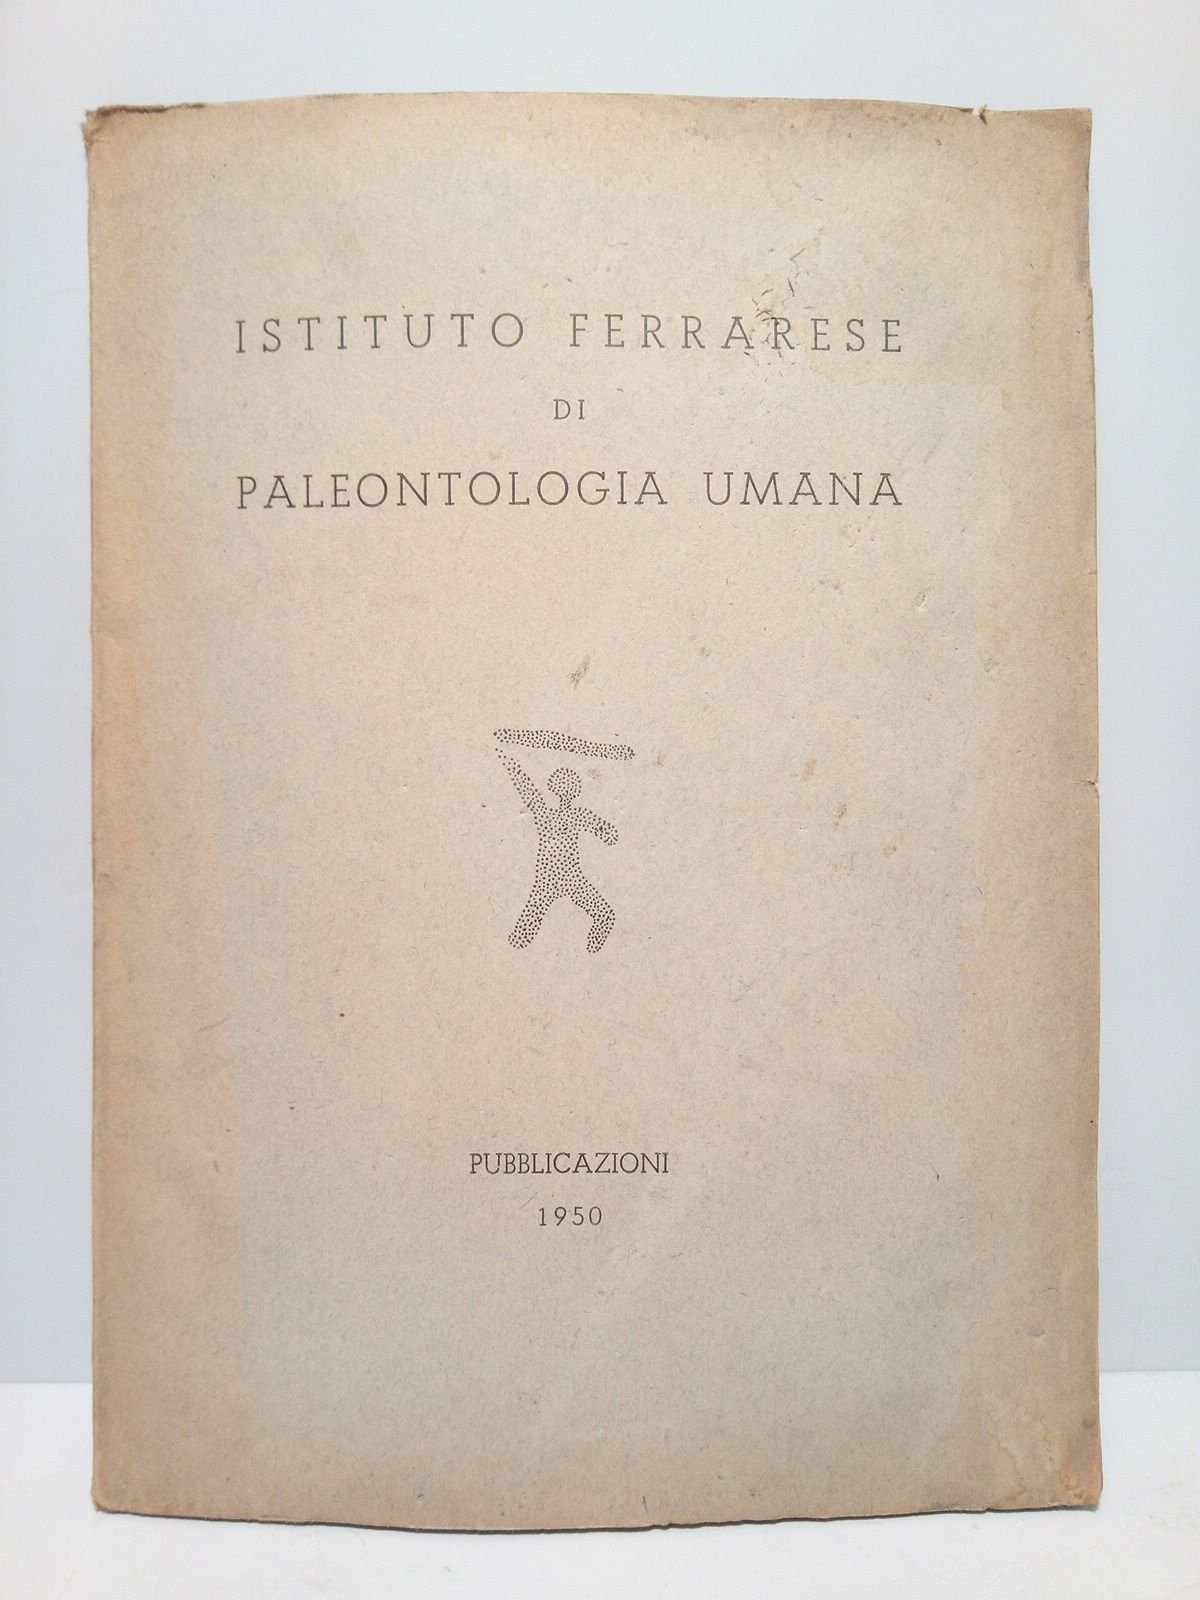 ISTITUTO FERRARESE
DI
PALEONTOLOGIA UMANA
PUBBLICAZIONI
1950